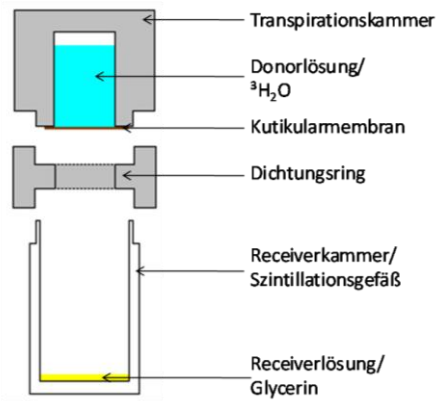 Transpirationskammer
Donorlösung/
³H₂O
Kutikularmembran
Dichtungsring
Receiverkammer/
Szintillationsgefäß
Receiverlösung/
Glycerin